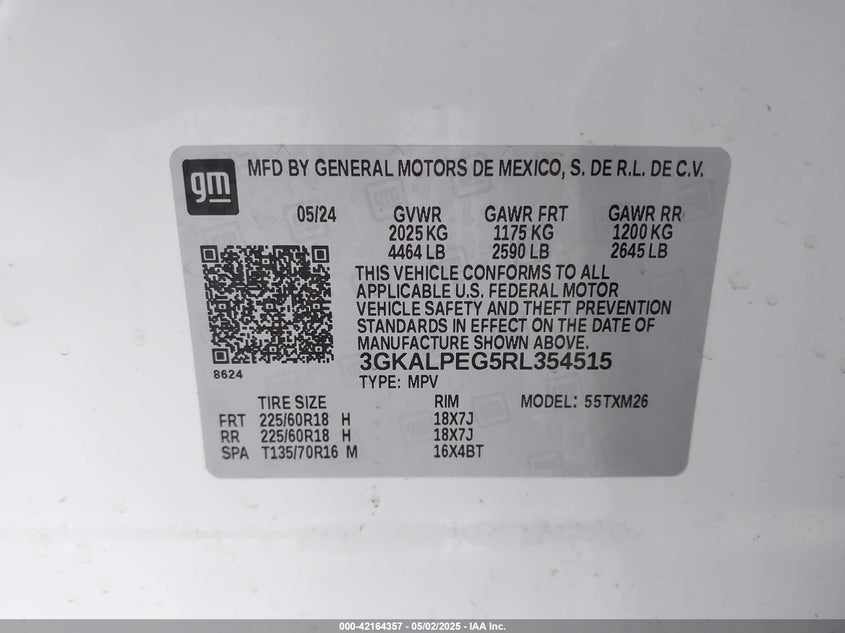 gm MFD BY GENERAL MOTORS DE MEXICO, S. DE R.L. DE C.V.
05/24 GVWR GAWR FRT GAWR RR
2025 KG 1175 KG 1200 KG
4464 LB 2590 LB 2645 LB
THIS VEHICLE CONFORMS TO ALL
APPLICABLE U.S. FEDERAL MOTOR
VEHICLE SAFETY AND THEFT PREVENTION
STANDARDS IN EFFECT ON THE DATE OF
MANUFACTURE SHOWN ABOVE.
8624 3GKALPEG5RL354515
TYPE: MPV
TIRE SIZE RIM MODEL: 55TXM26
FRT 225/60R18 H 18X7J
RR 225/60R18 H 18X7J
SPA T135/70R16 M 16X4BT
000-42164357 - 05/02/2025 - IAA Inc.